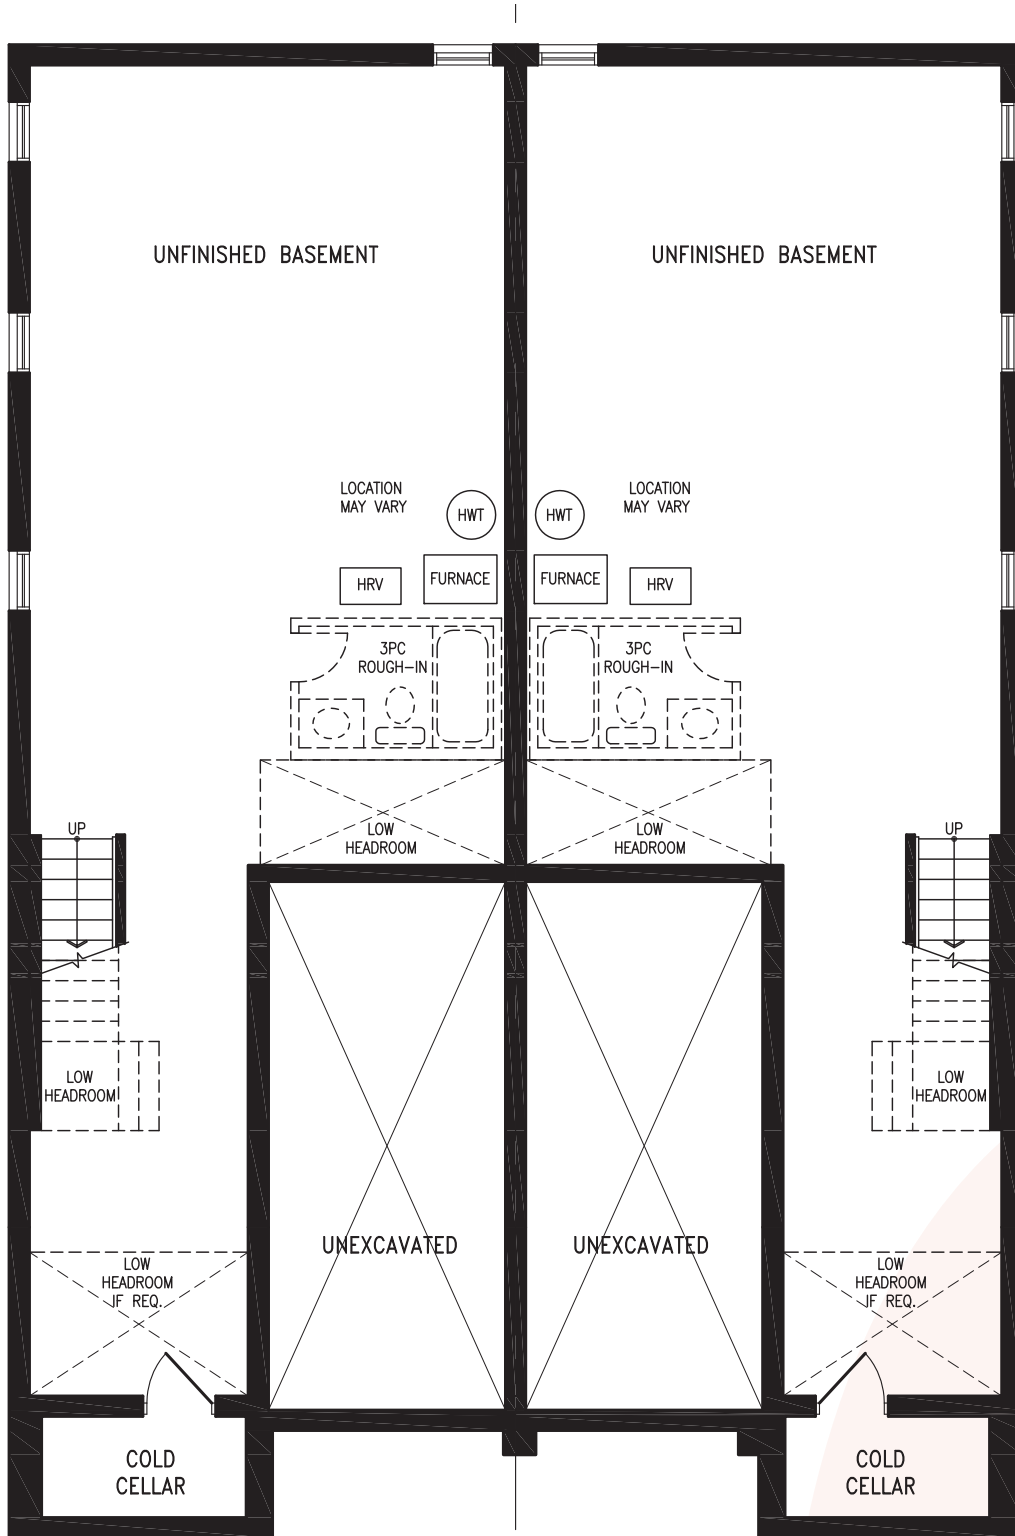 UNFINISHED BASEMENT
UNFINISHED BASEMENT
LOCATION
MAY VARY
HWT
HWT
LOCATION
MAY VARY
HRV
FURNACE
FURNACE
HRV
3PC
ROUGH-IN
3PC
ROUGH-IN
LOW
HEADROOM
LOW
HEADROOM
UP
UP
LOW
HEADROOM
LOW
HEADROOM
UNEXCAVATED
UNEXCAVATED
LOW
HEADROOM
IF REQ.
LOW
HEADROOM
IF REQ.
COLD
CELLAR
COLD
CELLAR